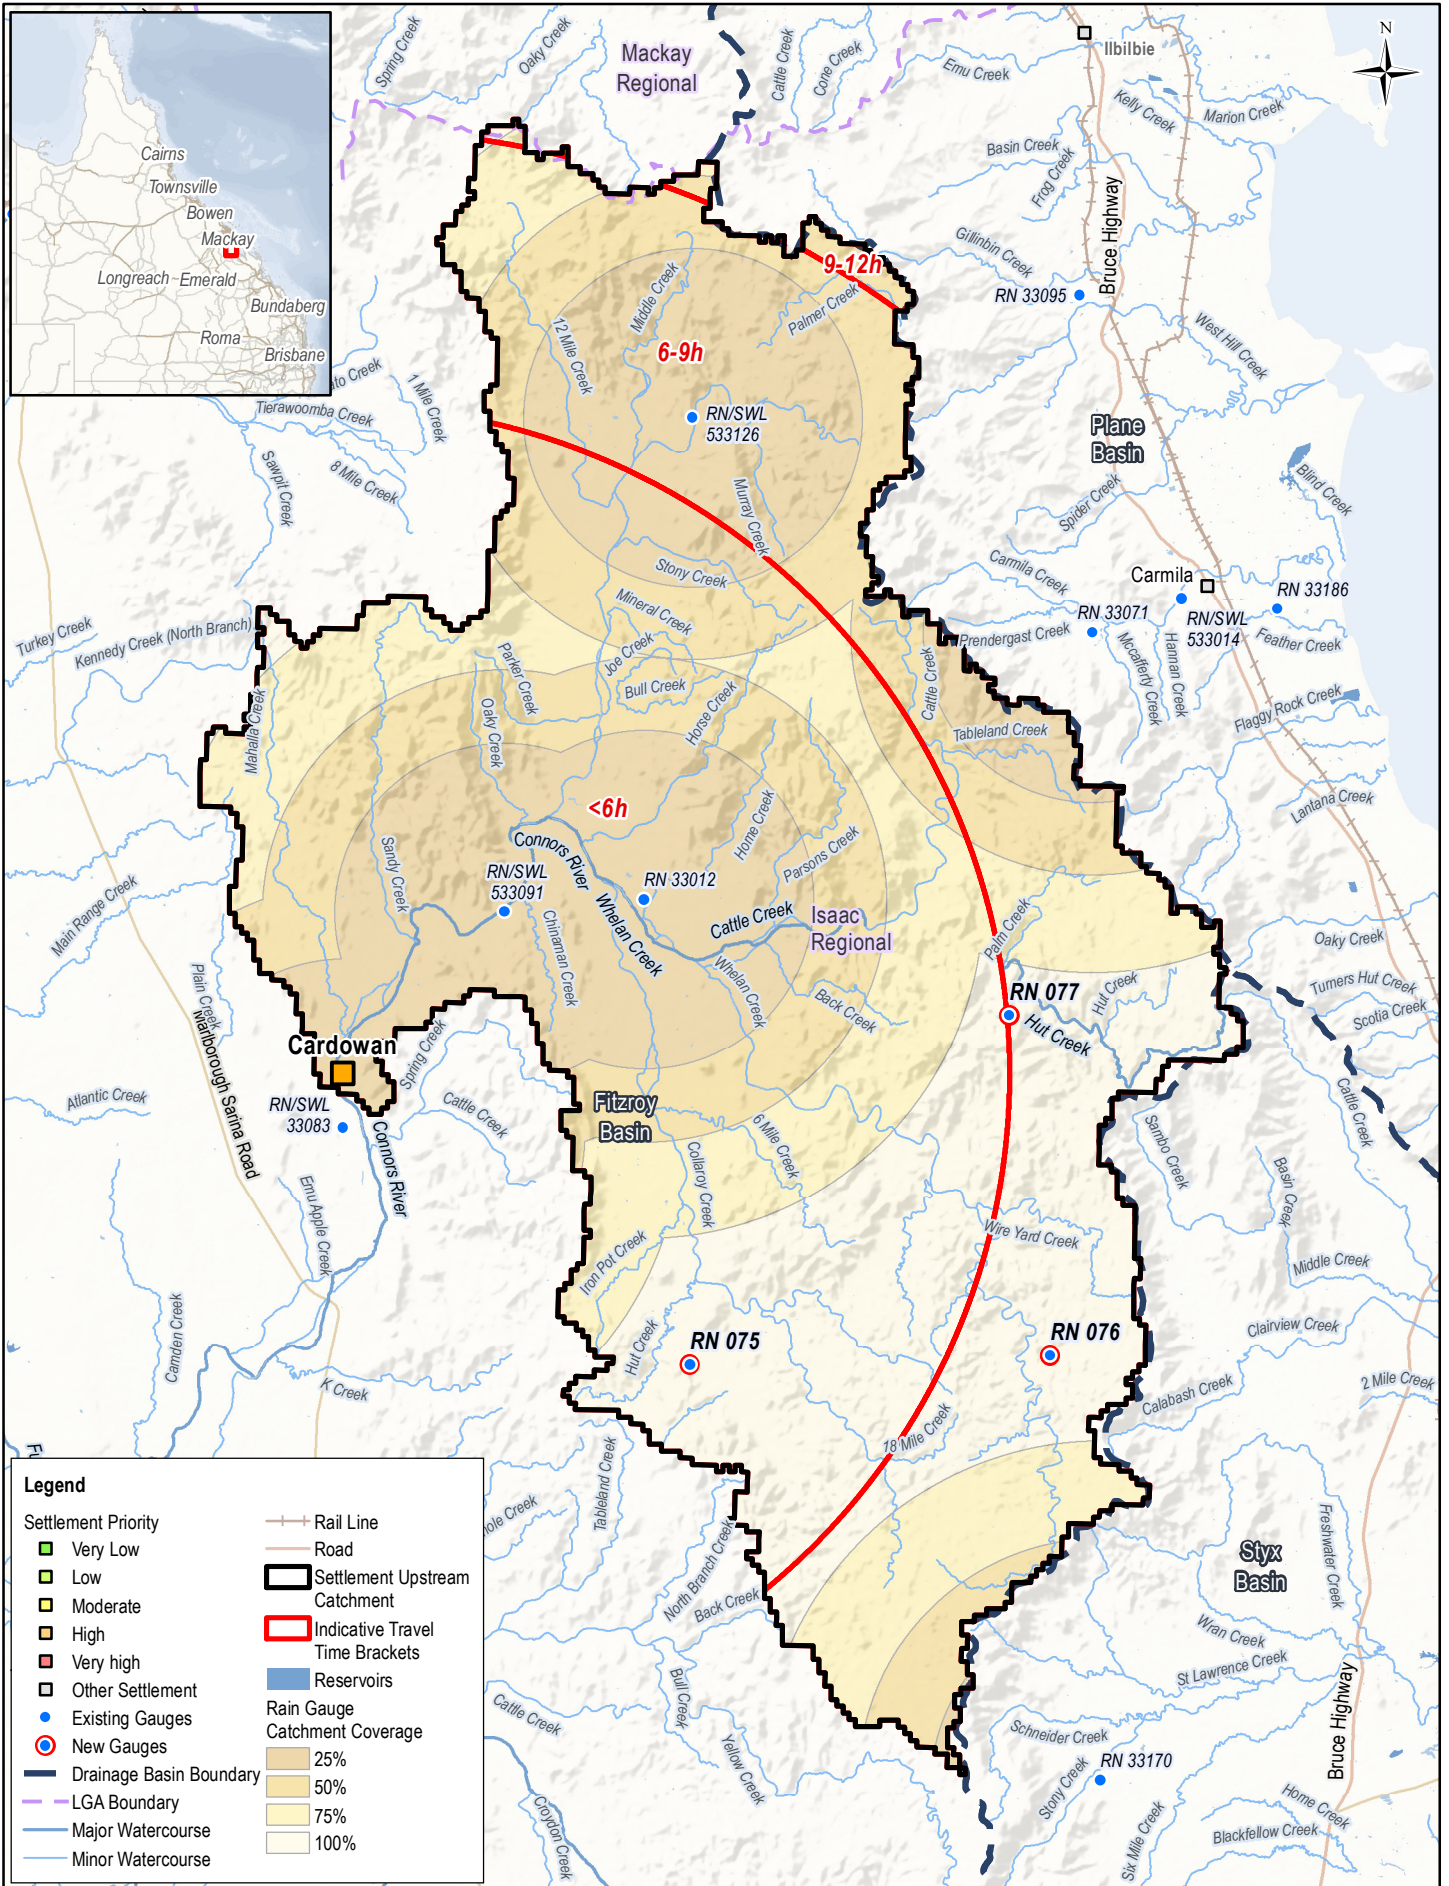 Cairns
Townsville
Bowen
Mackay
Longreach
Emerald
Bundaberg
Roma
Brisbane
Spring Creek
Oaky Creek
Mackay
Regional
Cattle Creek
Cone Creek
Emu Creek
Ilbilbie
N
Kelly Creek
Marion Creek
Basin Creek
Frog Creek
Bruce Highway
Gillinbin Creek
RN 33095
West Hill Creek
9-12h
Palmer Creek
Middle Creek
12 Mile Creek
6-9h
RN/SWL
533126
Murray Creek
1 Mile Creek
Tierawoomba Creek
8 Mile Creek
Sawpit Creek
Plane
Basin
Blind Creek
Spider Creek
Carmila Creek
Carmila
RN 33071
RN/SWL
533014
RN 33186
Feather Creek
Prendergast Creek
Mccafferty Creek
Hannan Creek
Flaggy Rock Creek
Lantana Creek
Stony Creek
Mineral Creek
Joe Creek
Bull Creek
Parker Creek
Oaky Creek
Horse Creek
Cattle Creek
Tableland Creek
Turkey Creek
Kennedy Creek (North Branch)
Mahalla Creek
<6h
Home Creek
Parsons Creek
Connors River
Sandy Creek
RN/SWL
533091
RN 33012
Whelan Creek
Cattle Creek
Isaac
Regional
Chinaman Creek
Whelan Creek
Back Creek
Palm Creek
Hut Creek
RN 077
Hut Creek
Oaky Creek
Turners Hut Creek
Scotia Creek
Cattle Creek
Main Range Creek
Plain Creek
Marlborough Sarina Road
Cardowan
Spring Creek
Atlantic Creek
RN/SWL
33083
Cattle Creek
Connors River
Emu Apple Creek
Fitzroy
Basin
6 Mile Creek
Collaroy Creek
Sambo Creek
Basin Creek
Wire Yard Creek
Iron Pot Creek
Middle Creek
Clairview Creek
Camden Creek
K Creek
Hut Creek
RN 075
RN 076
2 Mile Creek
Calabash Creek
18 Mile Creek
Tableland Creek
North Branch Creek
Back Creek
Bull Creek
Yellow Creek
Cattle Creek
Croydon Creek
Styx
Basin
Freshwater Creek
Wran Creek
St Lawrence Creek
Schneider Creek
Stony Creek
RN 33170
Bruce Highway
Home Creek
Blackfellow Creek
Six Mile Creek
Legend
Settlement Priority
Very Low
Low
Moderate
High
Very high
Other Settlement
Existing Gauges
New Gauges
Drainage Basin Boundary
LGA Boundary
Major Watercourse
Minor Watercourse
Rail Line
Road
Settlement Upstream
Catchment
Indicative Travel
Time Brackets
Reservoirs
Rain Gauge
Catchment Coverage
25%
50%
75%
100%